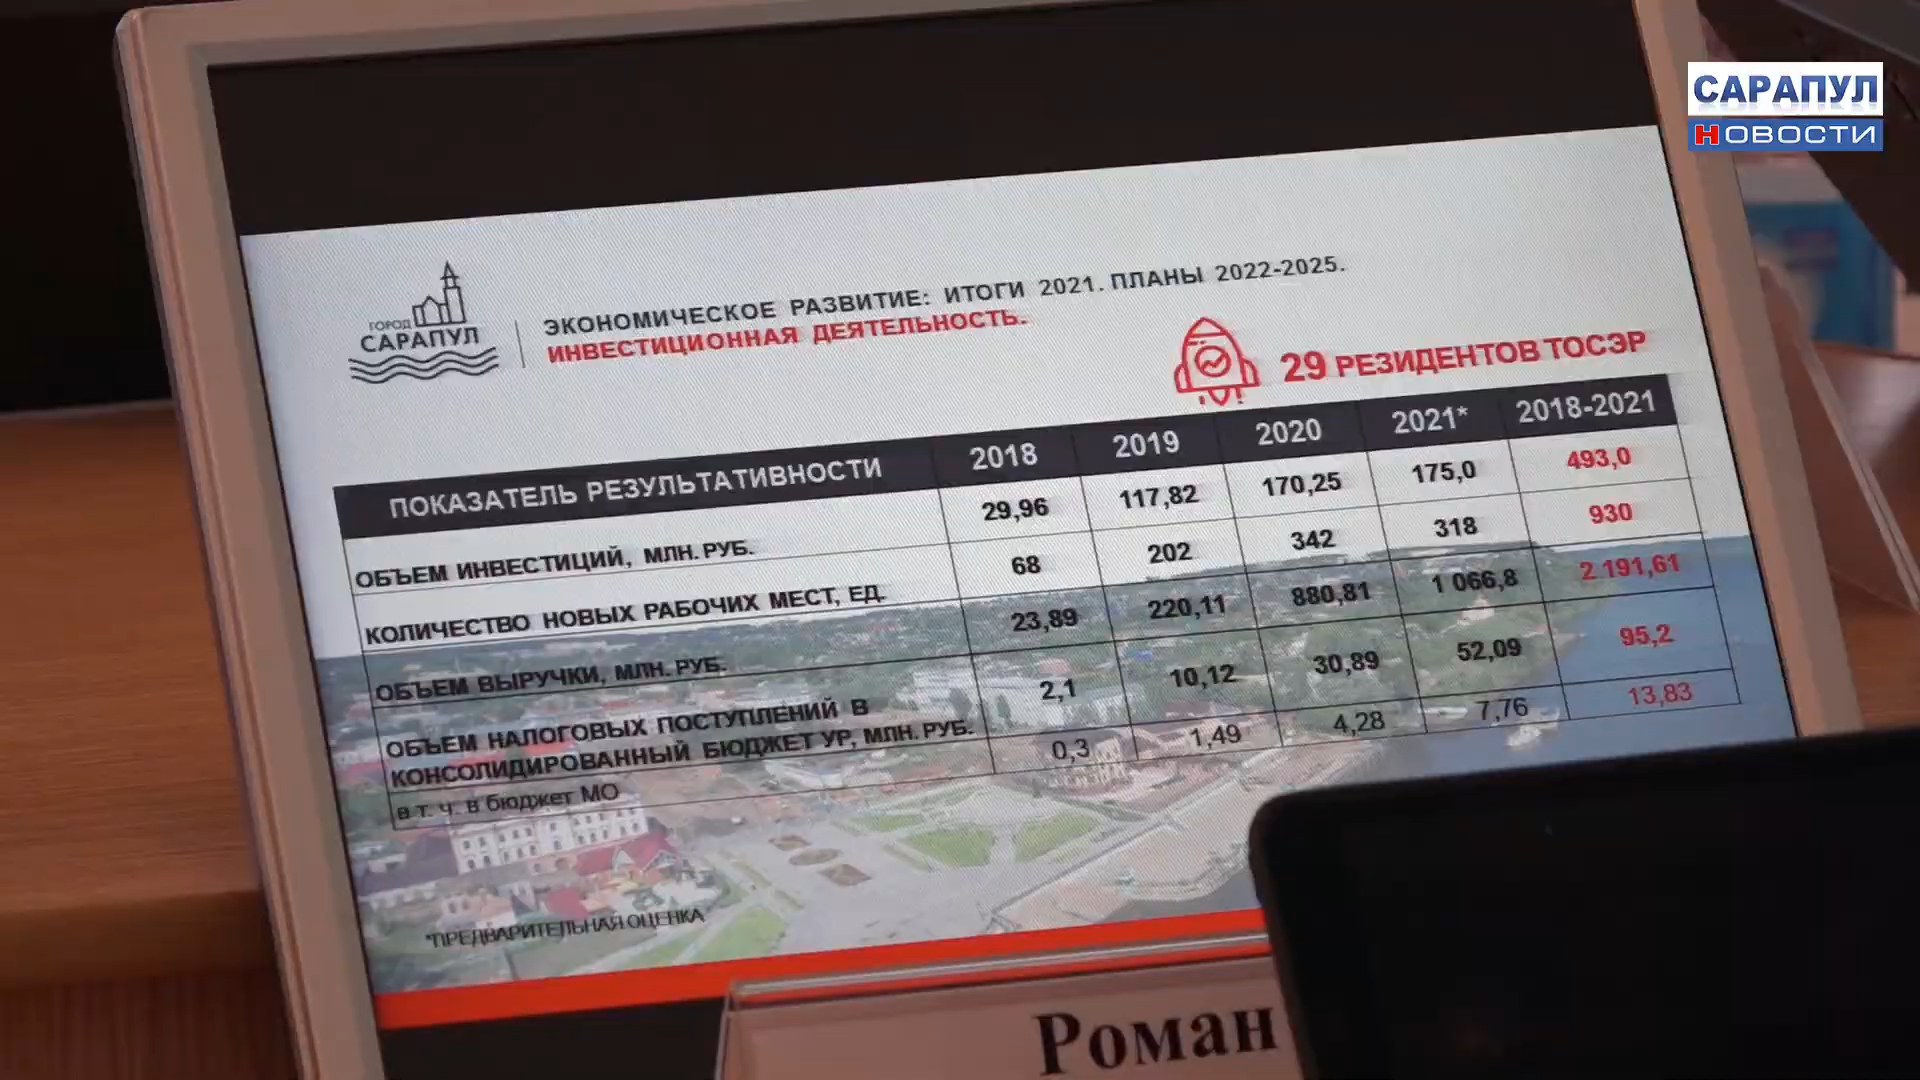 САРАПУЛ
НОВОСТИ
ГОРОД
САРАПУЛ
ЭКОНОМИЧЕСКОЕ РАЗВИТИЕ: ИТОГИ 2021. ПЛАНЫ 2022-2025.
ИНВЕСТИЦИОННАЯ ДЕЯТЕЛЬНОСТЬ.
29 РЕЗИДЕНТОВ ТОСЭР
ПОКАЗАТЕЛЬ РЕЗУЛЬТАТИВНОСТИ 2018 2019 2020 2021* 2018-2021
ОБЪЕМ ИНВЕСТИЦИЙ, МЛН. РУБ. 29,96 117,82 170,25 175,0 493,0
КОЛИЧЕСТВО НОВЫХ РАБОЧИХ МЕСТ, ЕД. 68 202 342 318 930
ОБЪЕМ ВЫРУЧКИ, МЛН. РУБ. 23,89 220,11 880,81 1 066,8 2 191,61
ОБЪЕМ НАЛОГОВЫХ ПОСТУПЛЕНИЙ В
КОНСОЛИДИРОВАННЫЙ БЮДЖЕТ УР, МЛН. РУБ. 2,1 10,12 30,89 52,09 95,2
в т. ч. в бюджет МО 0,3 1,49 4,28 7,76 13,83
*ПРЕДВАРИТЕЛЬНАЯ ОЦЕНКА
Роман